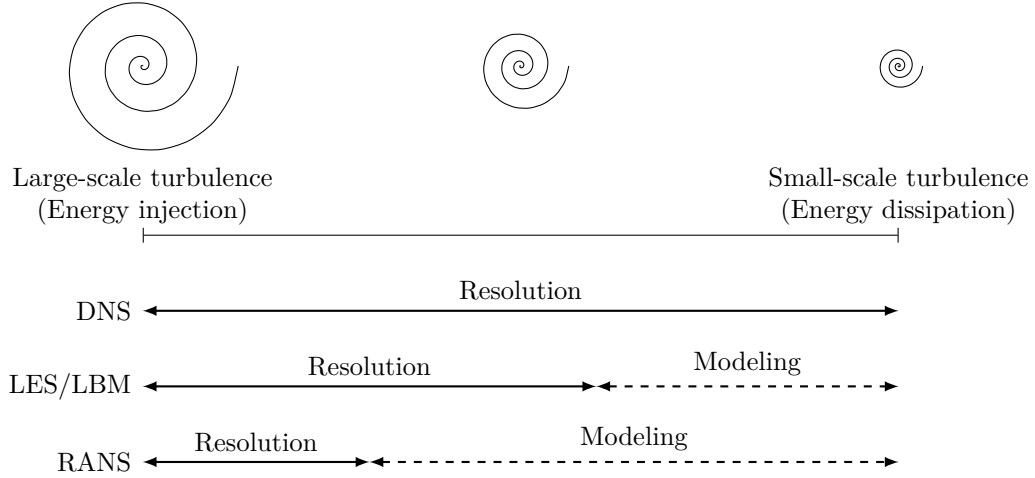 Large-scale turbulence
(Energy injection)
Small-scale turbulence
(Energy dissipation)
DNS
Resolution
LES/LBM
Resolution
Modeling
RANS
Resolution
Modeling